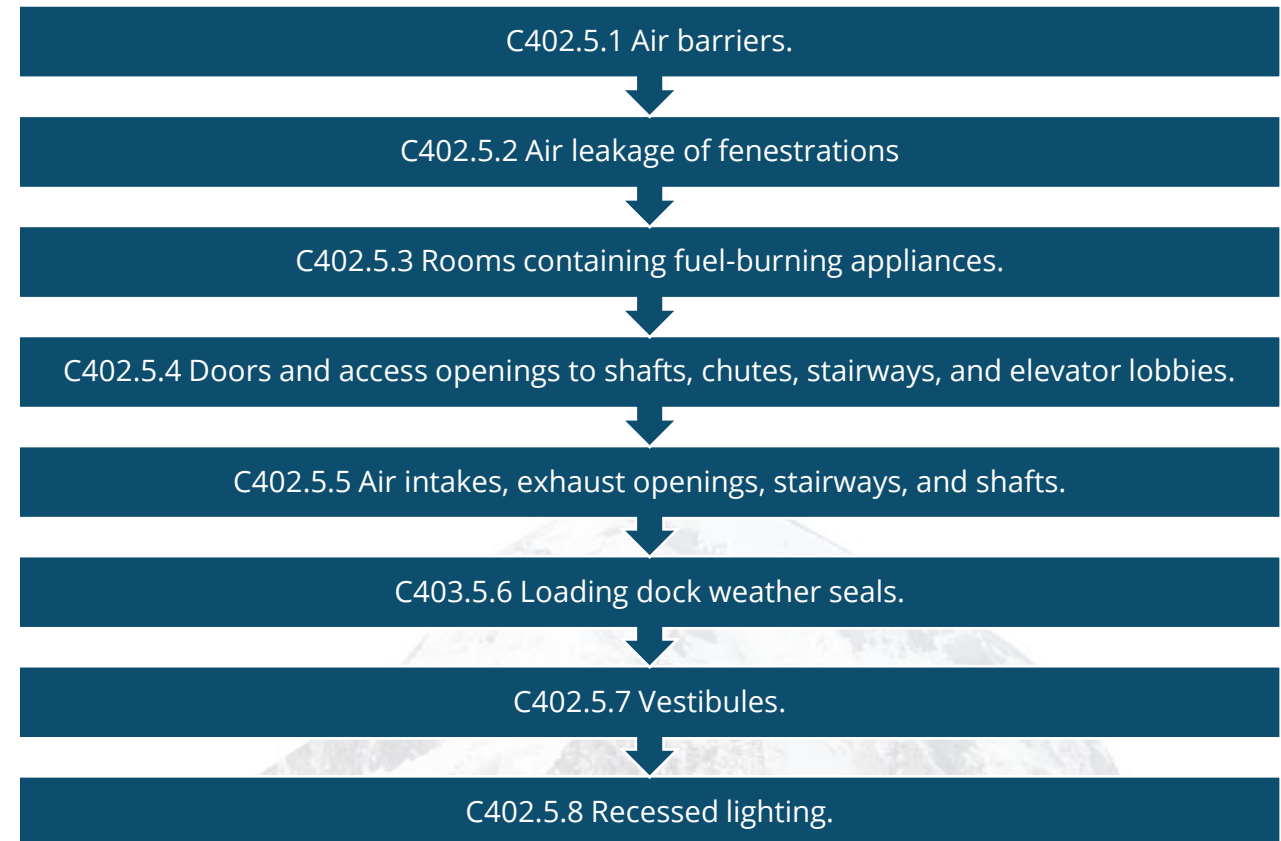 C402.5.1 Air barriers.
C402.5.2 Air leakage of fenestrations
C402.5.3 Rooms containing fuel-burning appliances.
C402.5.4 Doors and access openings to shafts, chutes, stairways, and elevator lobbies.
C402.5.5 Air intakes, exhaust openings, stairways, and shafts.
C403.5.6 Loading dock weather seals.
C402.5.7 Vestibules.
C402.5.8 Recessed lighting.